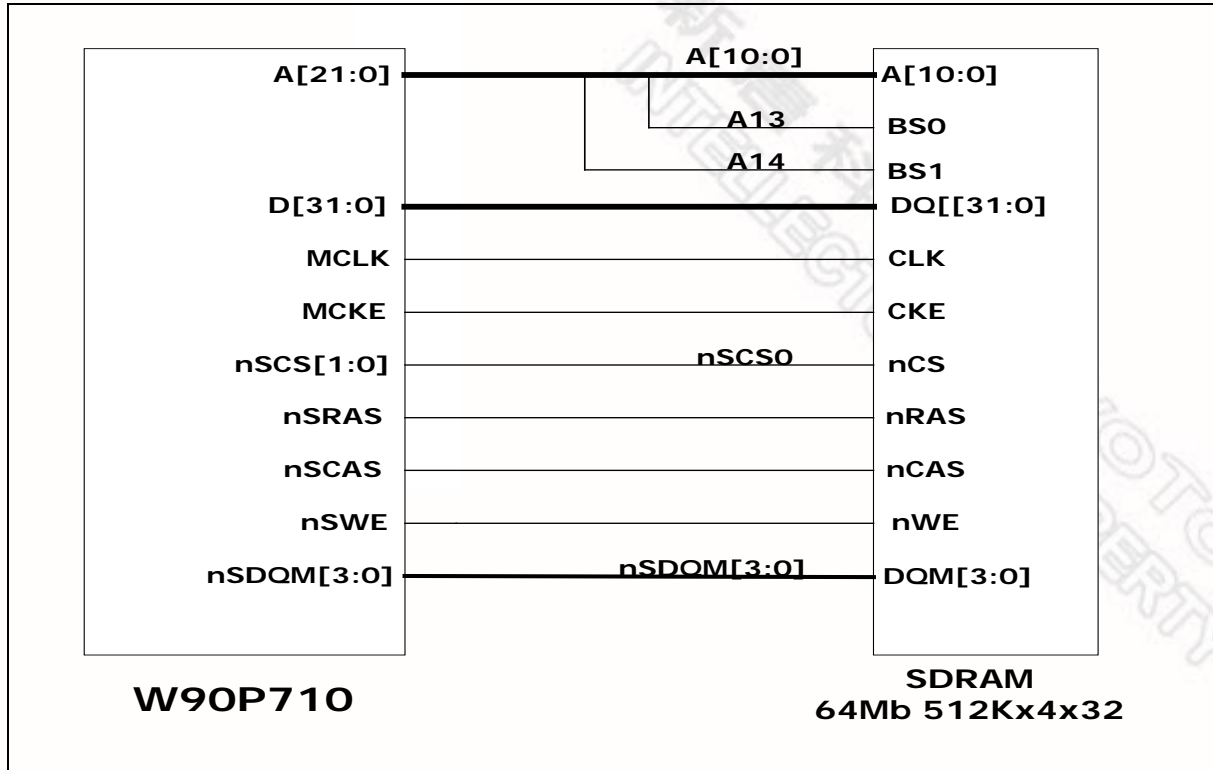 A[21:0] A[10:0] A[10:0]
A13 BS0
A14 BS1
D[31:0] DQ[[31:0]
MCLK CLK
MCKE CKE
nSCS[1:0] nSCS0 nCS
nSRAS nRAS
nSCAS nCAS
nSWE nWE
nSDQM[3:0] nSDQM[3:0] DQM[3:0]
W90P710
SDRAM
64Mb 512Kx4x32